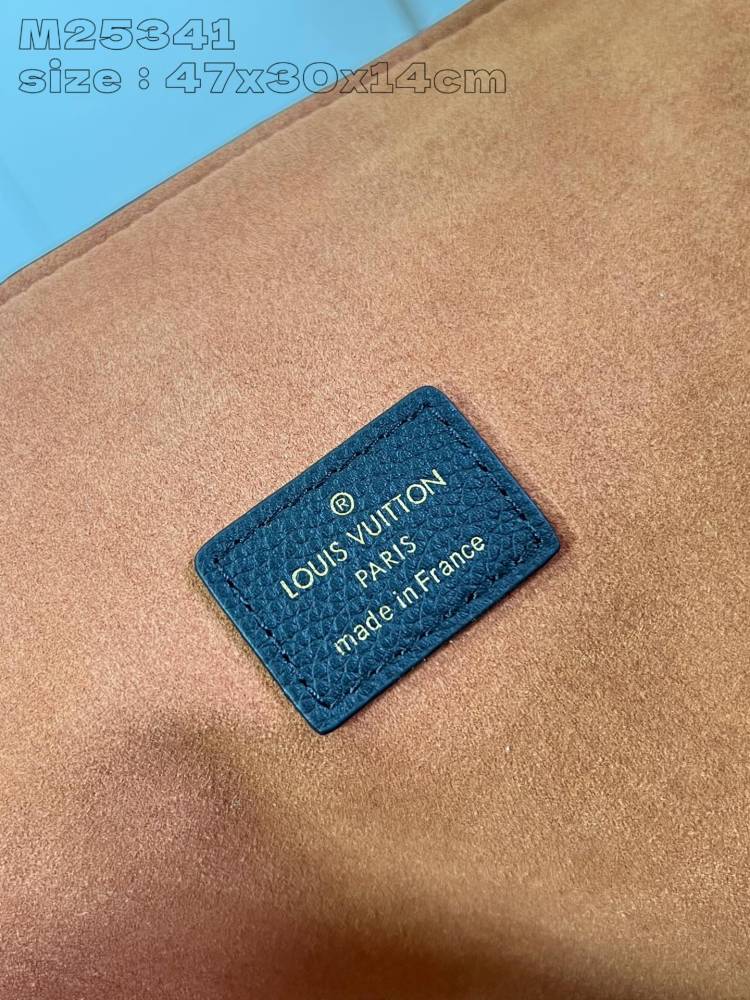 M25341
size：47x30x14cm
®
LOUIS VUITTON
PARIS
made in France